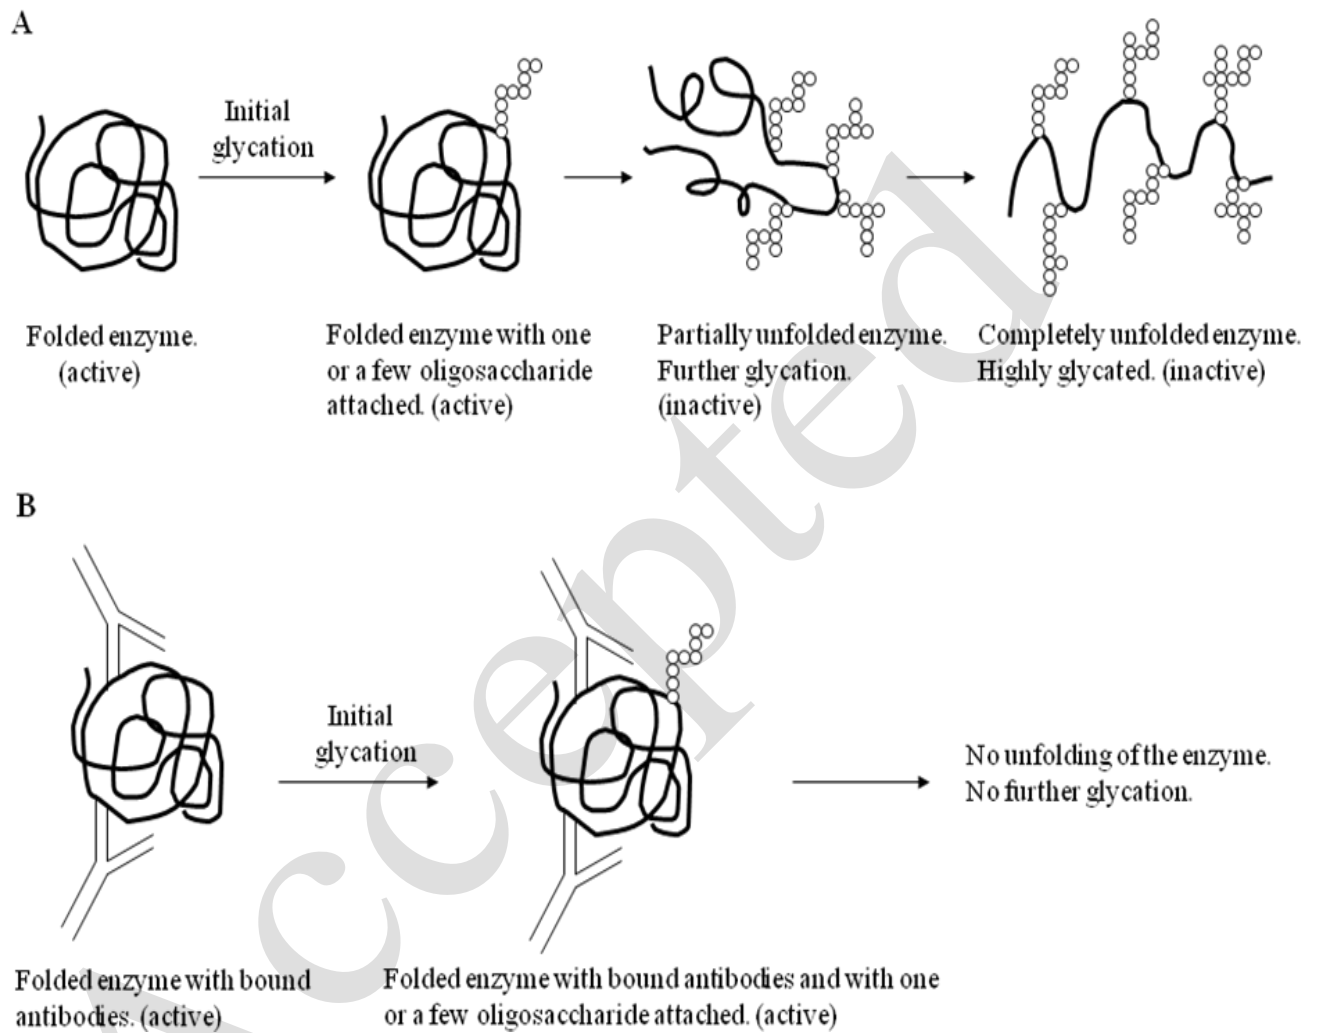 A
Initial
glycation
Folded enzyme.
(active)
Folded enzyme with one
or a few oligosaccharide
attached. (active)
Partially unfolded enzyme.
Further glycation.
(inactive)
Completely unfolded enzyme.
Highly glycated. (inactive)
B
Initial
glycation
No unfolding of the enzyme.
No further glycation.
Folded enzyme with bound
antibodies. (active)
Folded enzyme with bound antibodies and with one
or a few oligosaccharide attached. (active)
Accepted